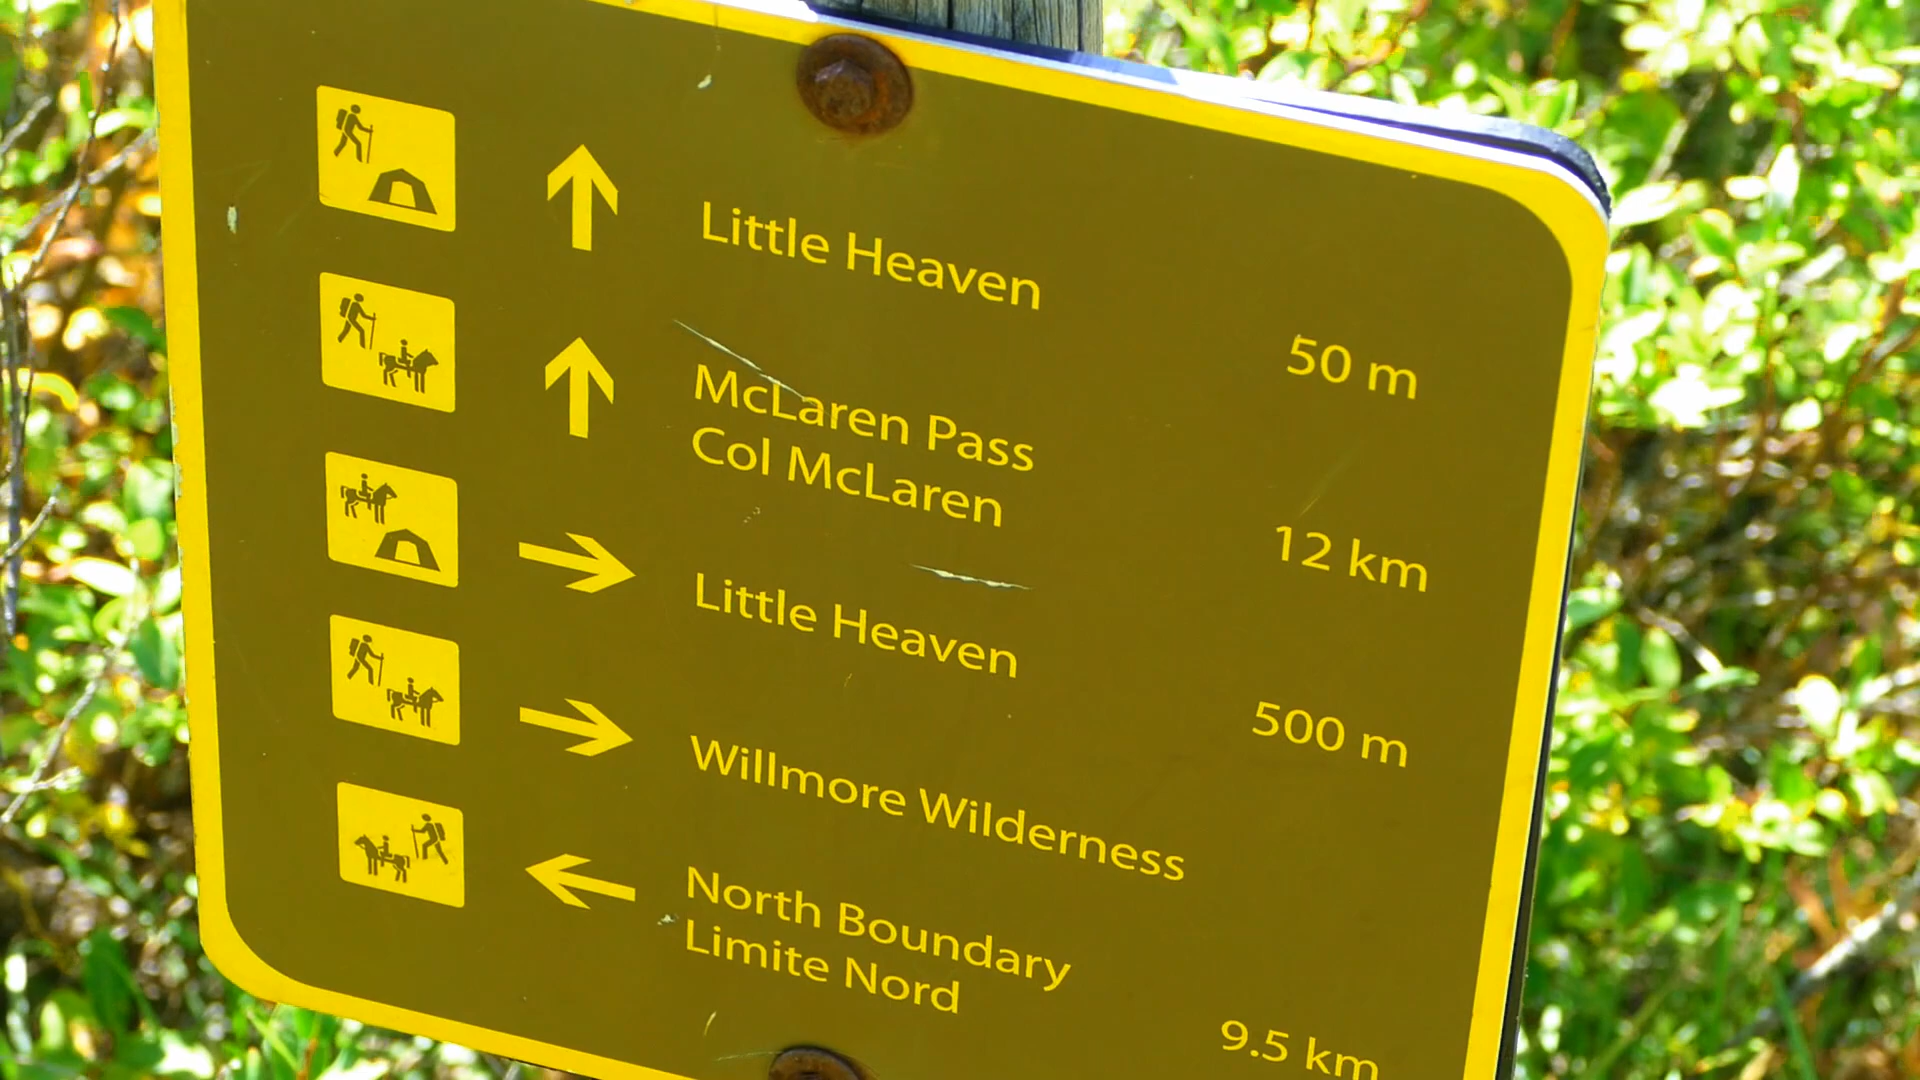 Little Heaven 50 m
McLaren Pass
Col McLaren 12 km
Little Heaven 500 m
Willmore Wilderness
North Boundary
Limite Nord 9.5 km